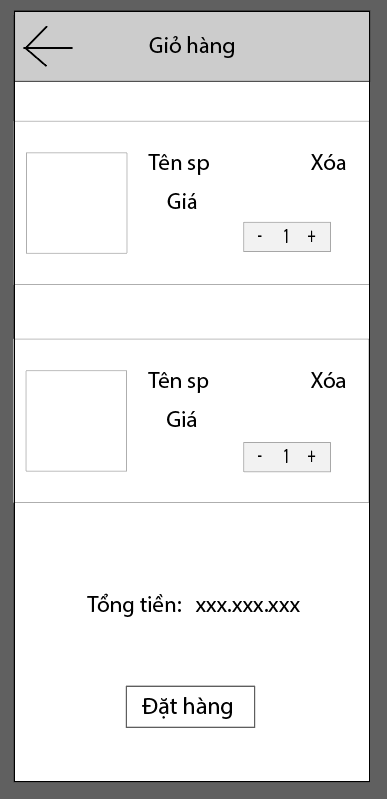 Giỏ hàng
Tên sp Xóa
Giá
- 1 +
Tên sp Xóa
Giá
- 1 +
Tổng tiền: xxx.xxx.xxx
Đặt hàng